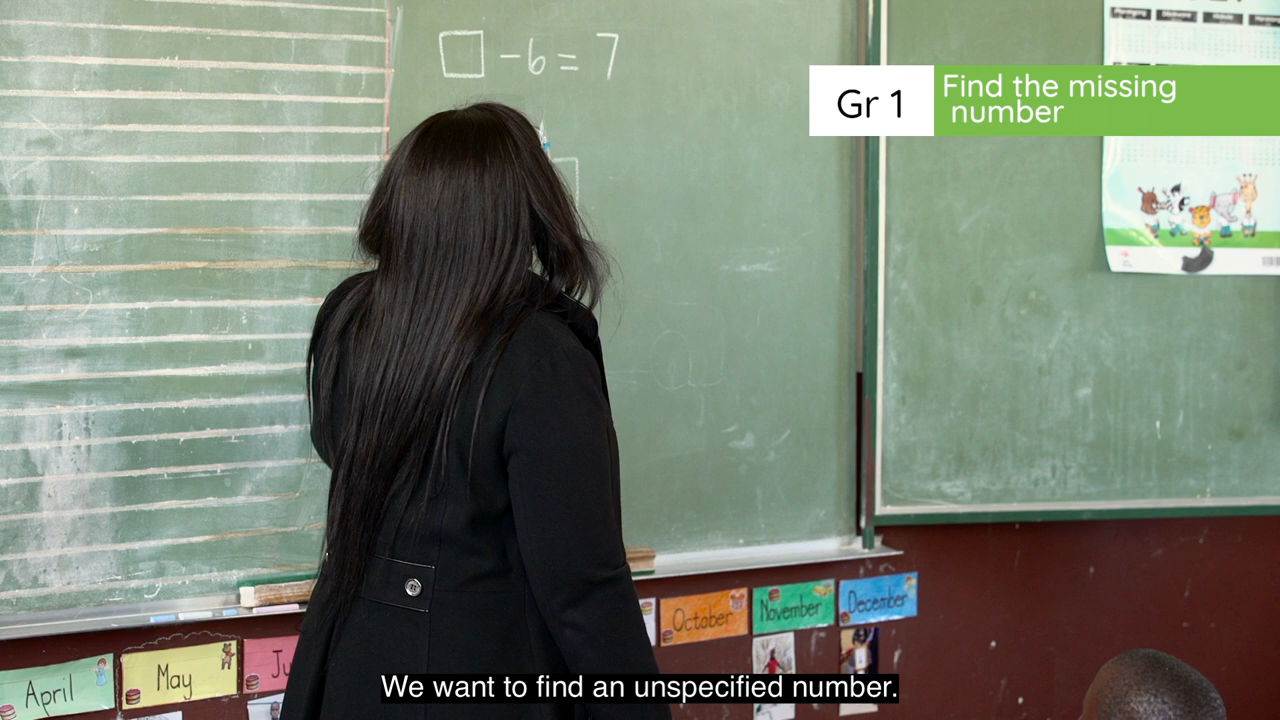 □ - 6 = 7
Gr 1
Find the missing
number
October
November
December
April
May
We want to find an unspecified number.